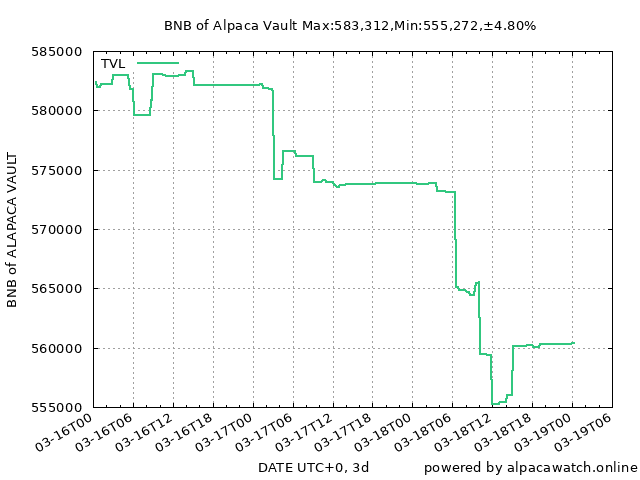 BNB of Alpaca Vault Max:583,312,Min:555,272,±4.80%
TVL
BNB of ALAPACA VAULT
585000
580000
575000
570000
565000
560000
555000
03-16T00 03-16T06 03-16T12 03-16T18 03-17T00 03-17T06 03-17T12 03-17T18 03-18T00 03-18T06 03-18T12 03-18T18 03-19T00 03-19T06
DATE UTC+0, 3d powered by alpacawatch.online